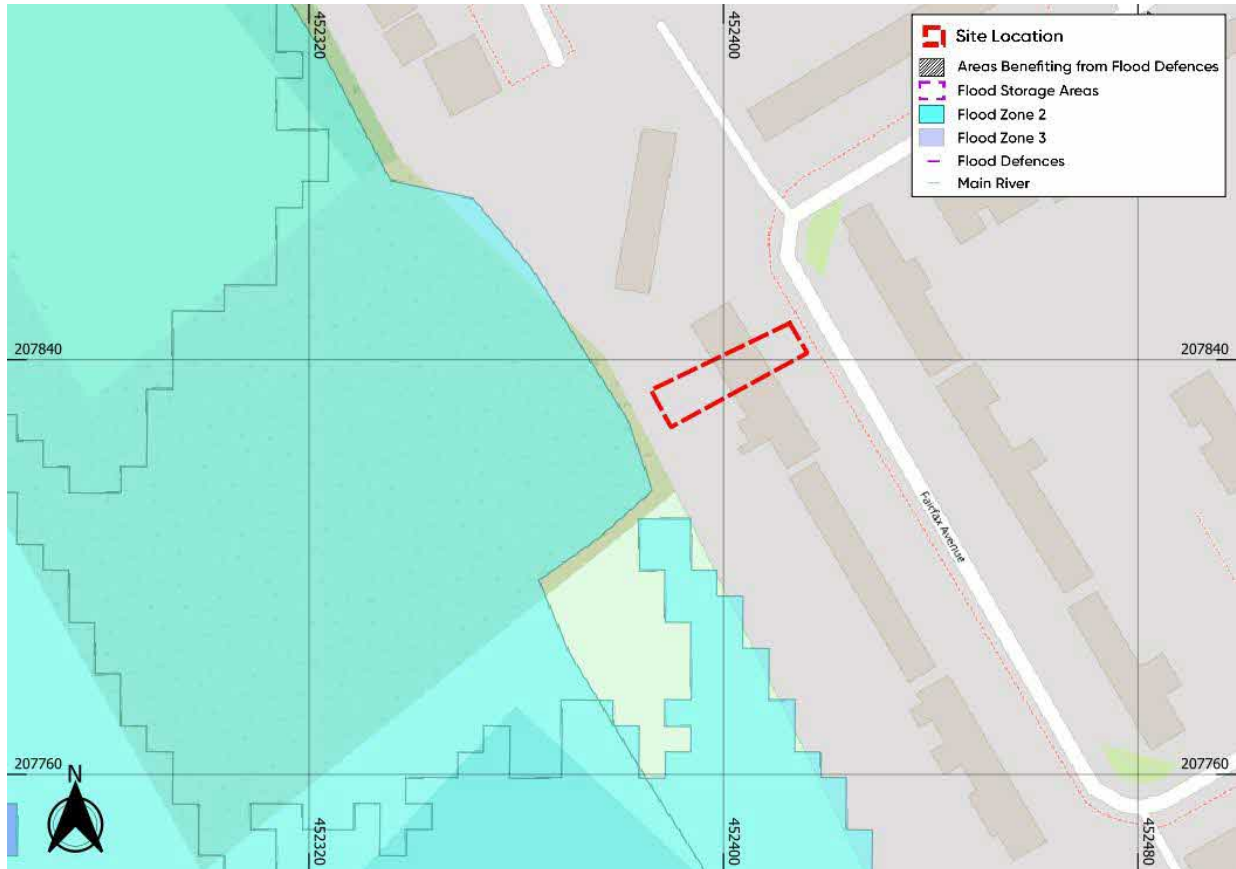 452320
452400
Site Location
Areas Benefiting from Flood Defences
Flood Storage Areas
Flood Zone 2
Flood Zone 3
Flood Defences
Main River
207840
207840
Fairfax Avenue
207760
207760
N
452320
452400
452480